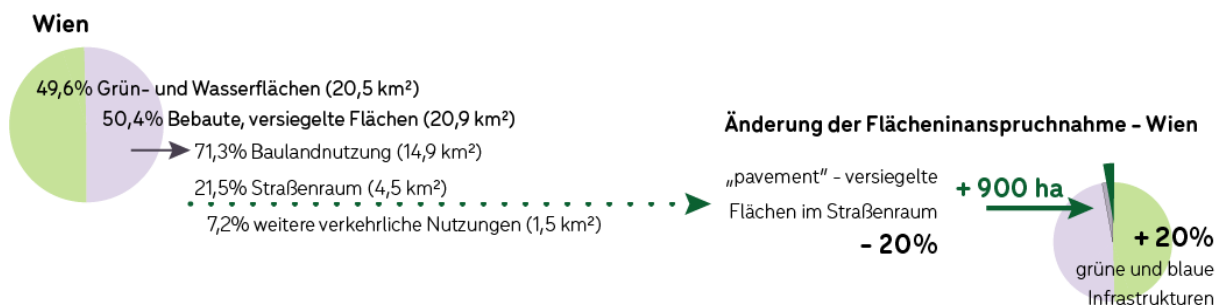 Wien
49,6% Grün- und Wasserflächen (20,5 km²)
50,4% Bebaute, versiegelte Flächen (20,9 km²)
71,3% Baulandnutzung (14,9 km²)
21,5% Straßenraum (4,5 km²)
7,2% weitere verkehrliche Nutzungen (1,5 km²)
Änderung der Flächeninanspruchnahme - Wien
„pavement” - versiegelte
Flächen im Straßenraum
- 20%
+ 900 ha
+ 20%
grüne und blaue
Infrastrukturen